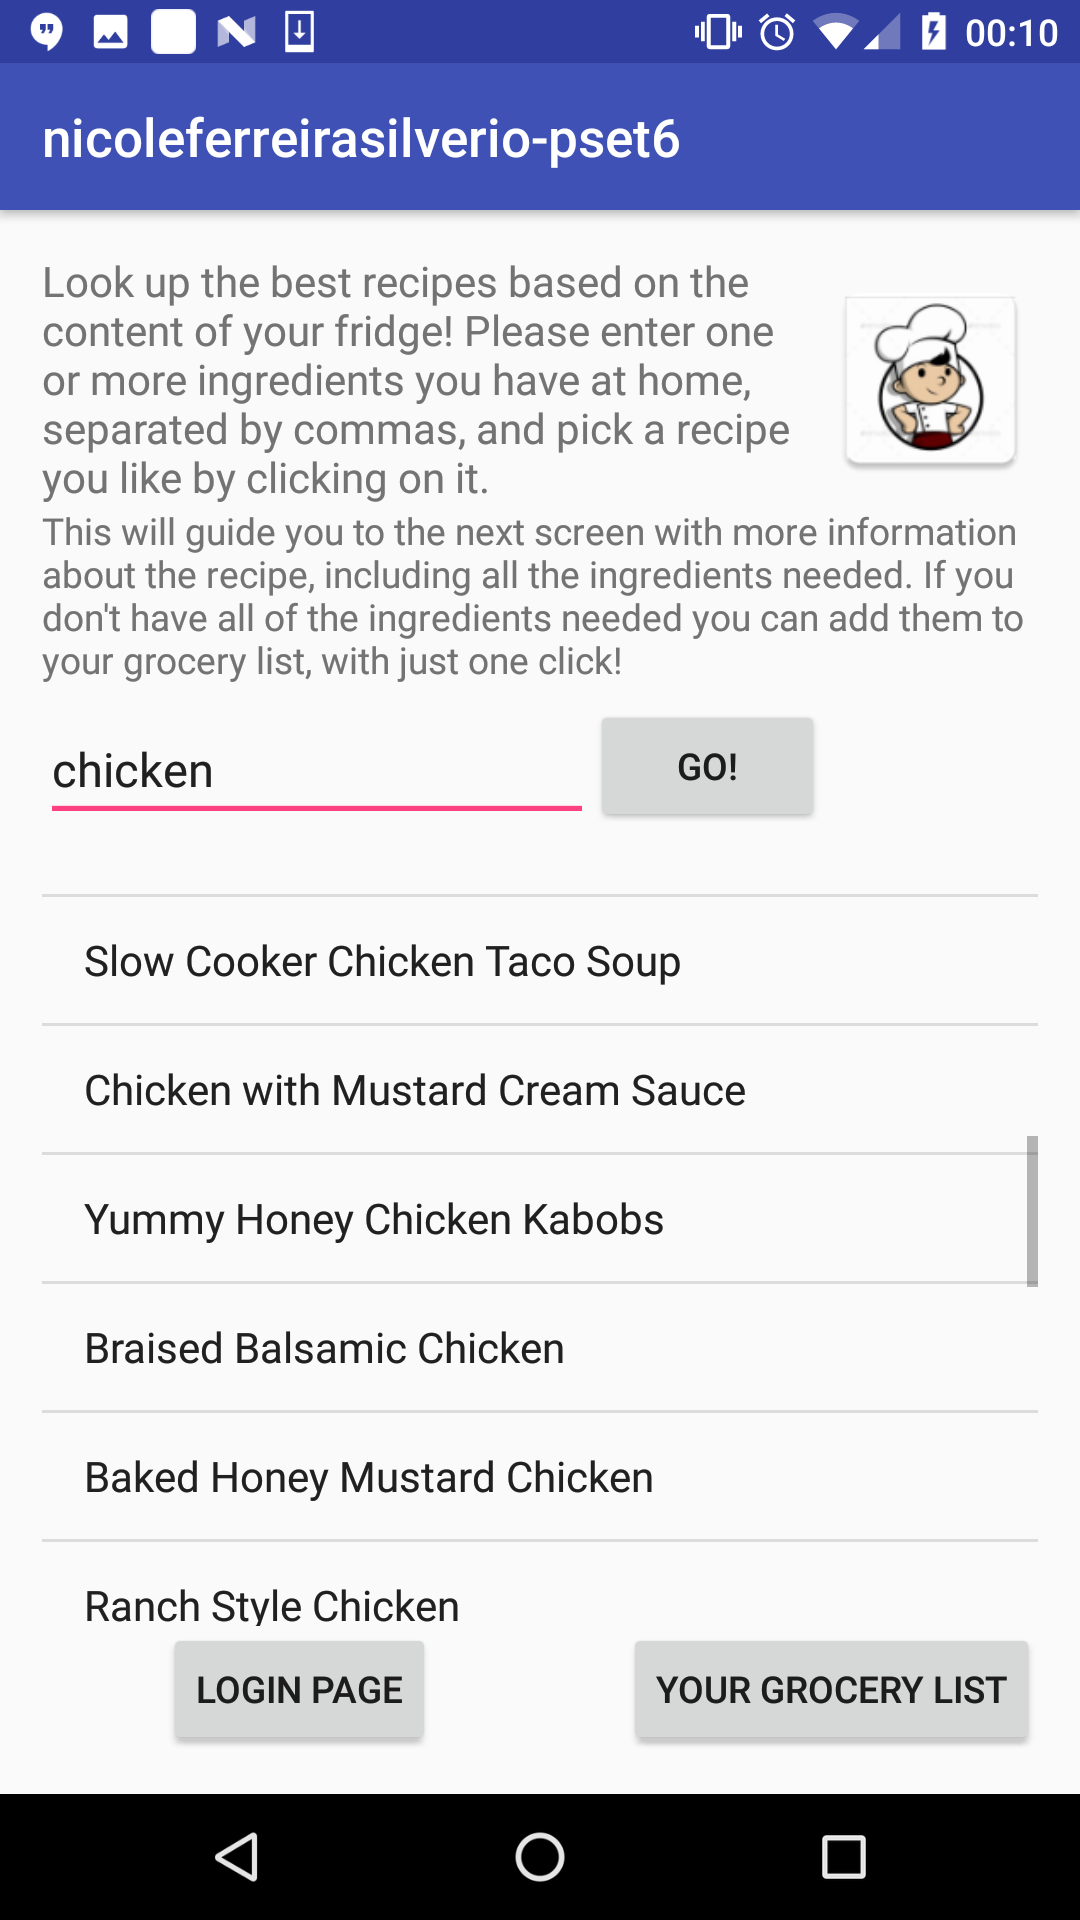 00:10
nicoleferreirasilverio-pset6
Look up the best recipes based on the
content of your fridge! Please enter one
or more ingredients you have at home,
separated by commas, and pick a recipe
you like by clicking on it.
This will guide you to the next screen with more information
about the recipe, including all the ingredients needed. If you
don't have all of the ingredients needed you can add them to
your grocery list, with just one click!
chicken
GO!
Slow Cooker Chicken Taco Soup
Chicken with Mustard Cream Sauce
Yummy Honey Chicken Kabobs
Braised Balsamic Chicken
Baked Honey Mustard Chicken
Ranch Style Chicken
LOGIN PAGE
YOUR GROCERY LIST